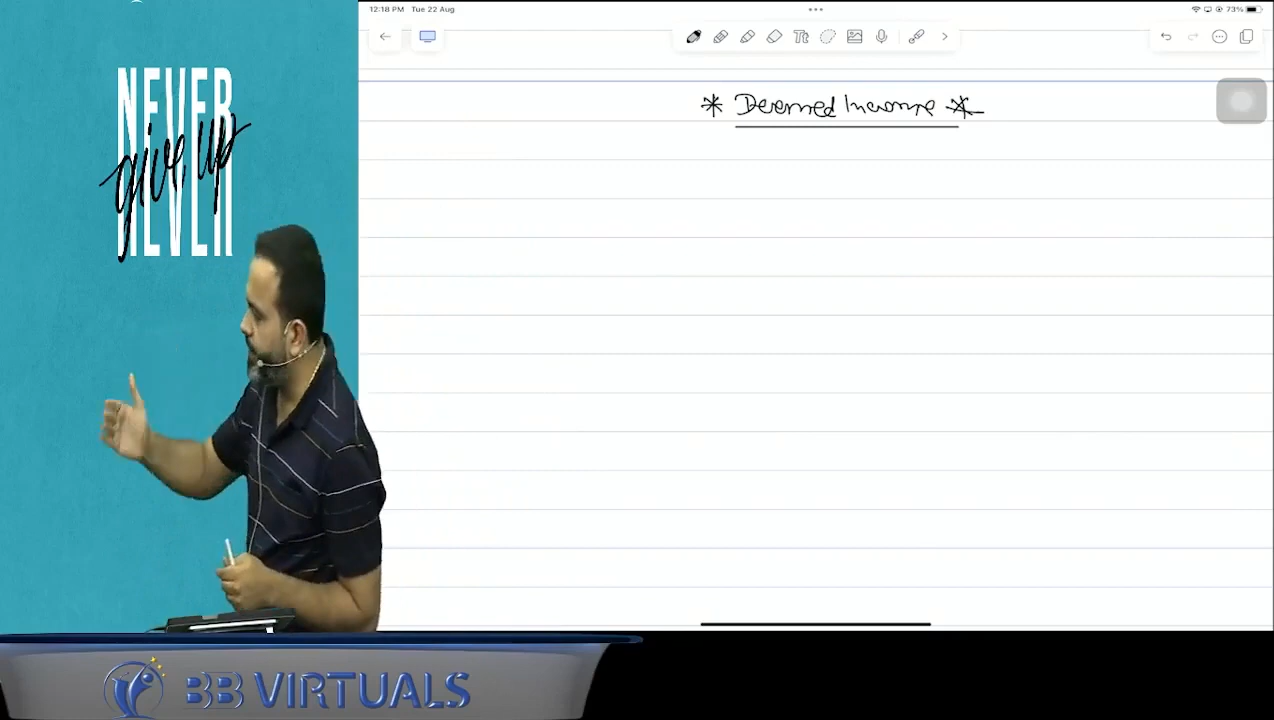 12:18 PM Tue 22 Aug
73%
* Deemed Income *
NEVER
give up
NEVER
BB VIRTUALS